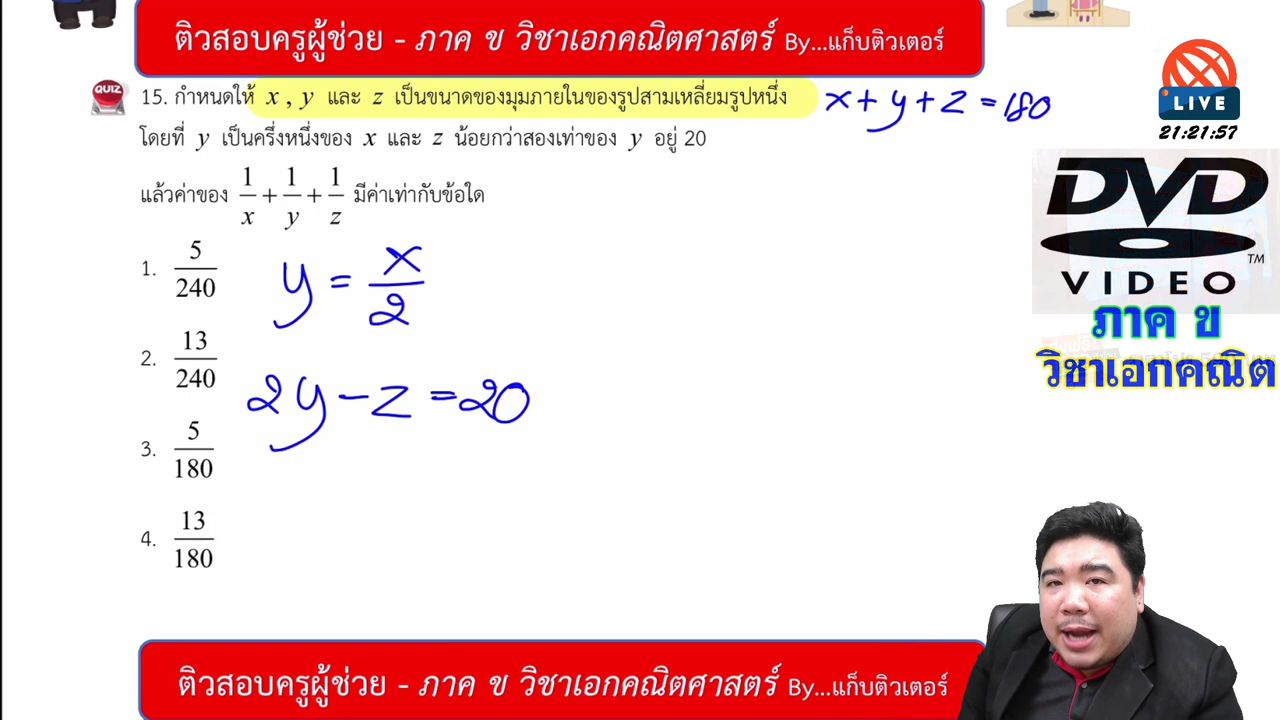 ติวสอบครูผู้ช่วย - ภาค ข วิชาเอกคณิตศาสตร์ By...แก็บติวเตอร์
QUIZ
15. กำหนดให้ x , y และ z เป็นขนาดของมุมภายในของรูปสามเหลี่ยมรูปหนึ่ง
x + y + z = 180
โดยที่ y เป็นครึ่งหนึ่งของ x และ z น้อยกว่าสองเท่าของ y อยู่ 20
แล้วค่าของ 1/x + 1/y + 1/z มีค่าเท่ากับข้อใด
1. 5/240
2. 13/240
3. 5/180
4. 13/180
y = x/2
2y - z = 20
LIVE
21:21:57
DVD
VIDEO
TM
ภาค ข
วิชาเอกคณิต
ติวสอบครูผู้ช่วย - ภาค ข วิชาเอกคณิตศาสตร์ By...แก็บติวเตอร์